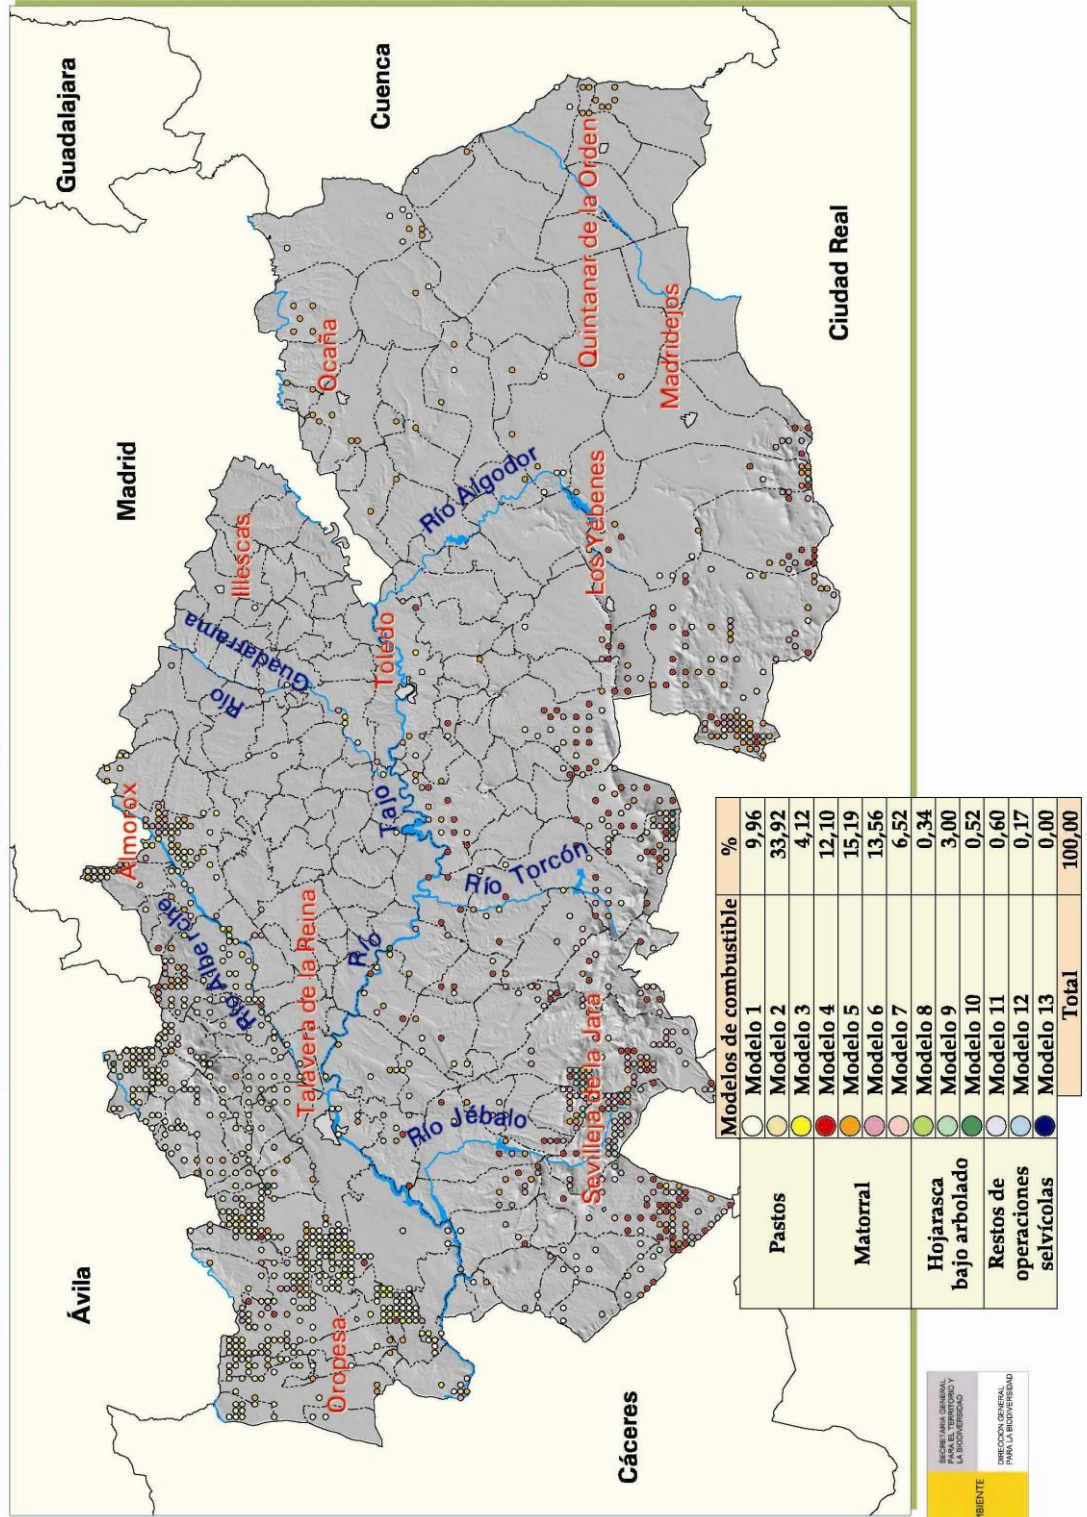 Guadalajara
Cuenca
Madrid
Ávila
Cáceres
Ciudad Real
Ocaña
Quintanar de la Orden
Madridejos
Illescas
Río Algodor
Los Yébenes
Toledo
Río
Guadarrama
Almorox
Río Alberche
Talavera de la Reina
Río
Tajo
Río Torcón
Río Jébalo
Sevilleja de la Jara
Oropesa
Modelos de combustible %
Pastos
Modelo 1 9,96
Modelo 2 33,92
Modelo 3 4,12
Matorral
Modelo 4 12,10
Modelo 5 15,19
Modelo 6 13,56
Modelo 7 6,52
Hojarasca
bajo arbolado
Modelo 8 0,34
Modelo 9 3,00
Modelo 10 0,52
Restos de
operaciones
selvícolas
Modelo 11 0,60
Modelo 12 0,17
Modelo 13 0,00
Total 100,00
SECRETARIA GENERAL
PARA EL TERRITORIO Y
LA BIODIVERSIDAD
DIRECCION GENERAL
PARA LA BIODIVERSIDAD
MBIENTE